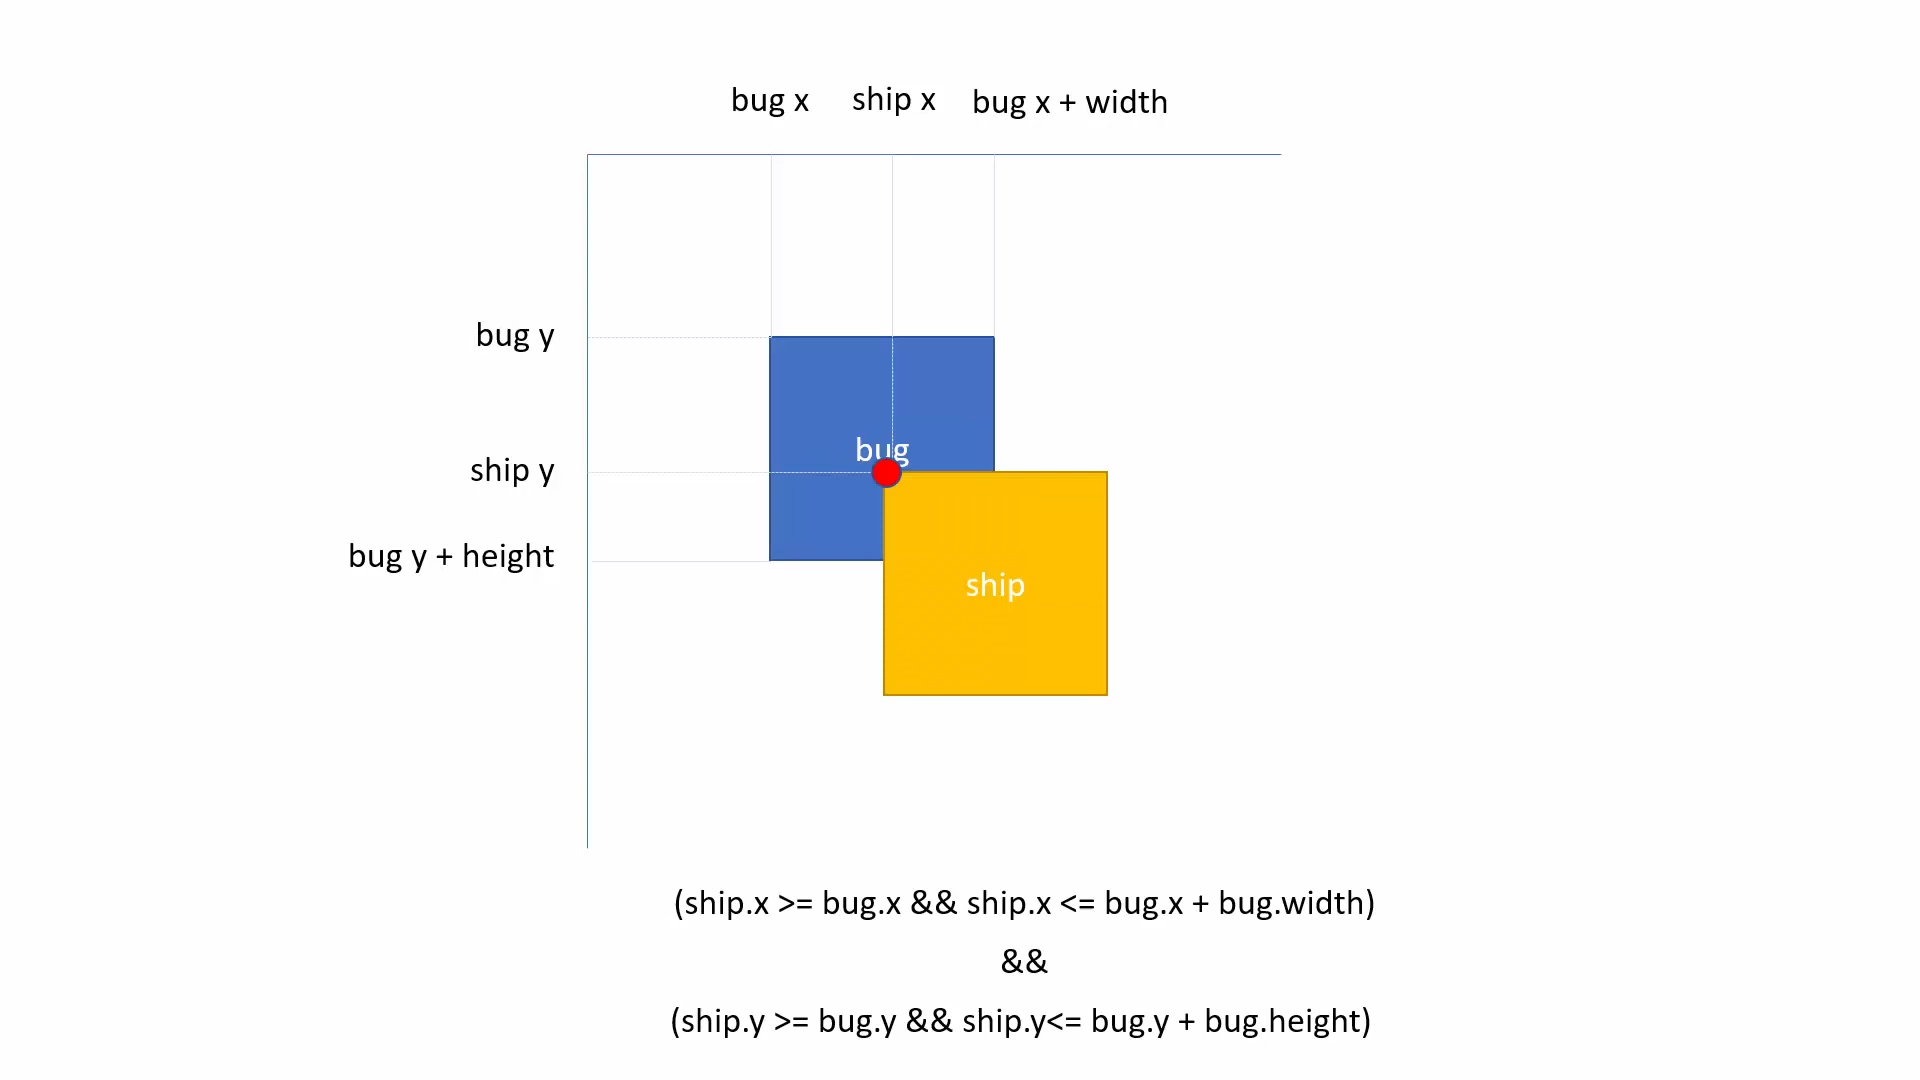 bug x ship x bug x + width
bug y
bug
ship y
bug y + height
ship
(ship.x >= bug.x && ship.x <= bug.x + bug.width)
&&
(ship.y >= bug.y && ship.y<= bug.y + bug.height)